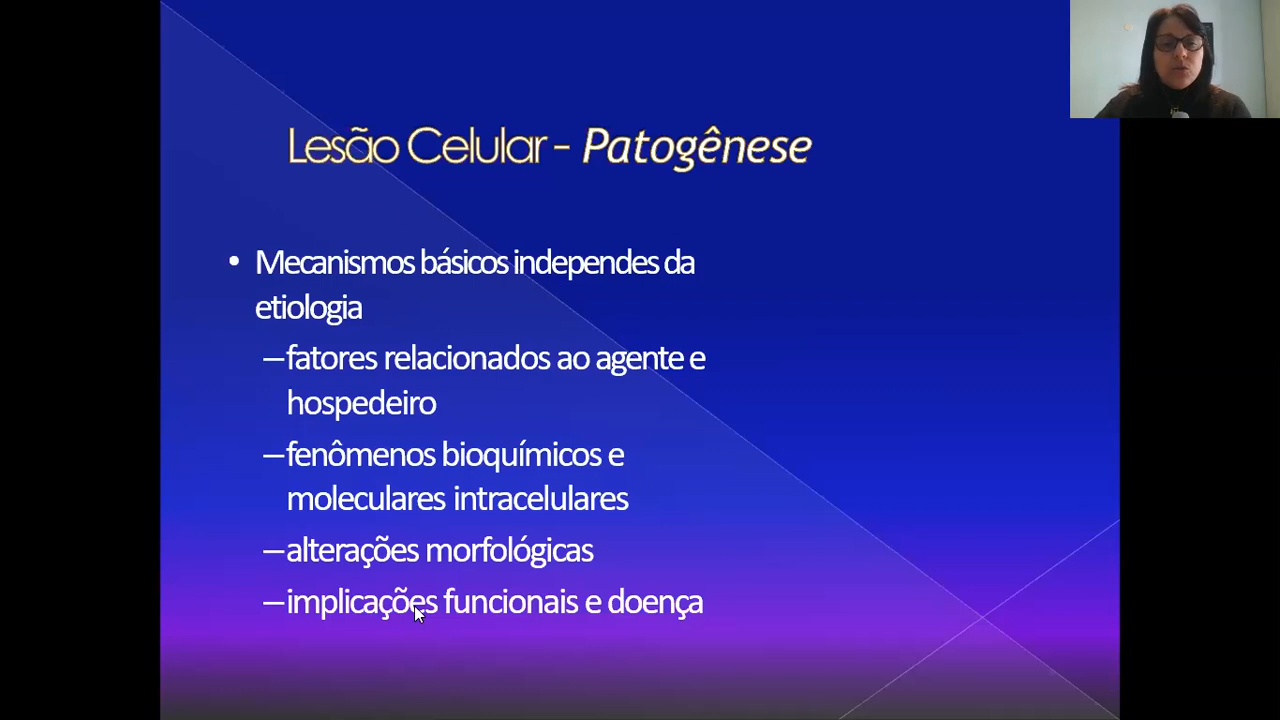 Lesão Celular - Patogênese
• Mecanismos básicos independes da
etiologia
–fatores relacionados ao agente e
hospedeiro
–fenômenos bioquímicos e
moleculares intracelulares
–alterações morfológicas
–implicações funcionais e doença